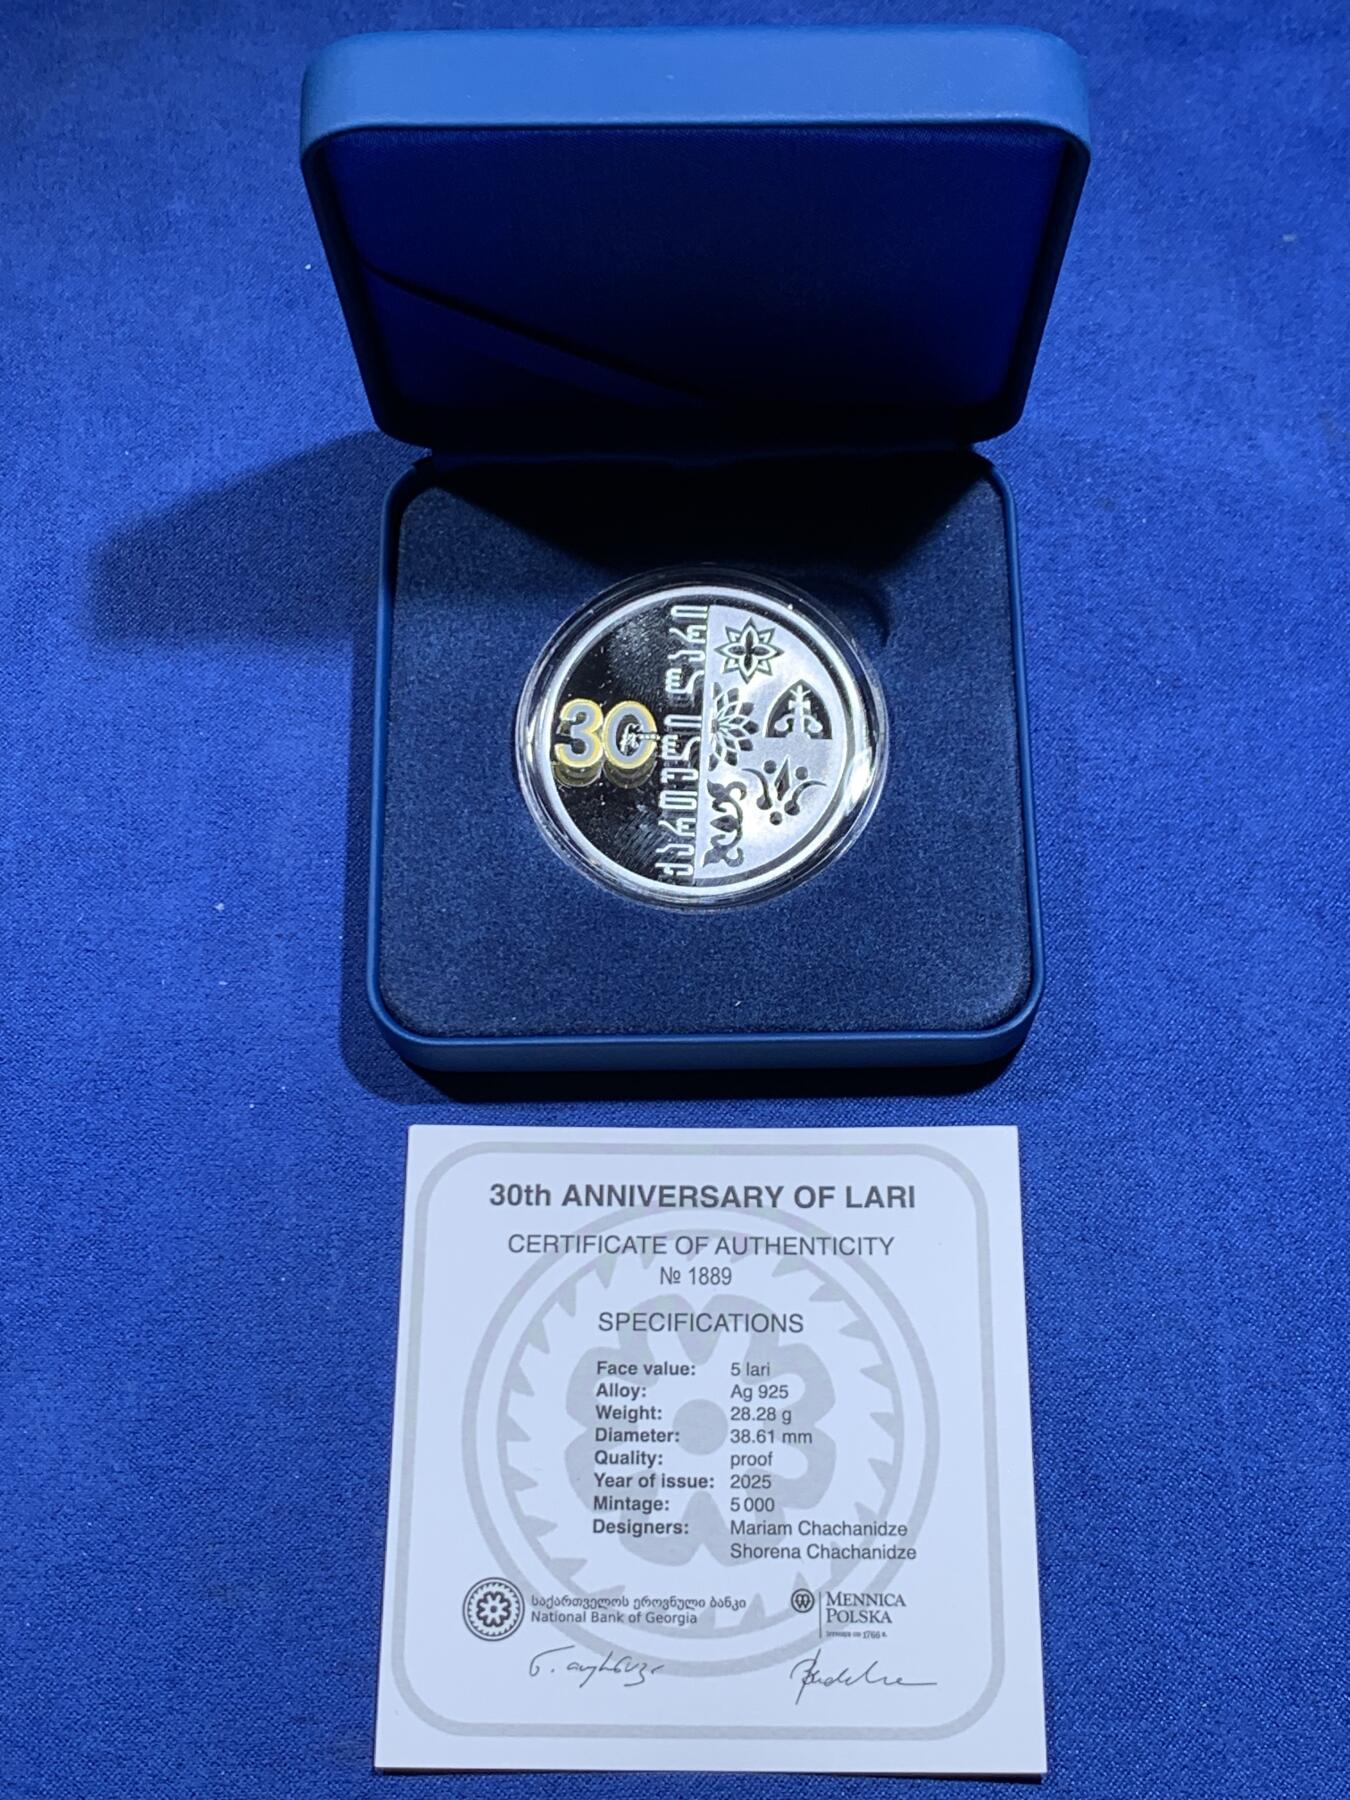 30
ქართული ლარი
30th ANNIVERSARY OF LARI
CERTIFICATE OF AUTHENTICITY
№ 1889
SPECIFICATIONS
Face value: 5 lari
Alloy: Ag 925
Weight: 28.28 g
Diameter: 38.61 mm
Quality: proof
Year of issue: 2025
Mintage: 5 000
Designers: Mariam Chachanidze
Shorena Chachanidze
საქართველოს ეროვნული ბანკი
National Bank of Georgia
MENNICA
POLSKA